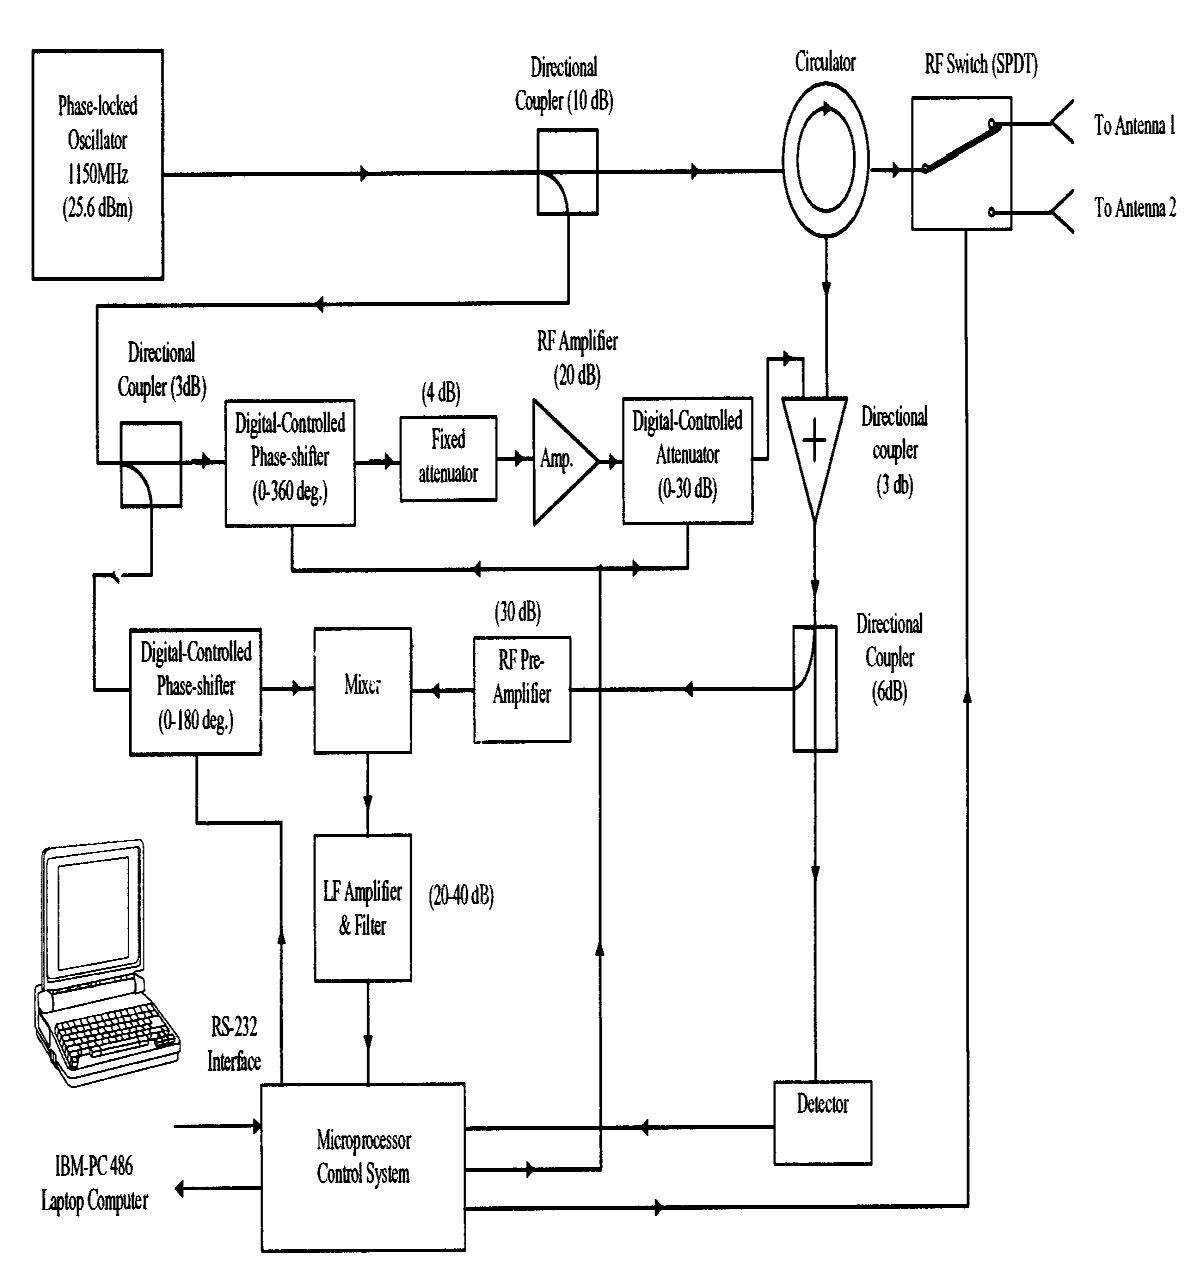 Circulator
RF Switch (SPDT)
Directional
Coupler (10 dB)
Phase-locked
Oscillator
1150MHz
(25.6 dBm)
To Antenna 1
To Antenna 2
RF Amplifier
(20 dB)
Directional
Coupler (3dB)
(4 dB)
Digital-Controlled
Phase-shifter
(0-360 deg.)
Fixed
attenuator
Amp.
Digital-Controlled
Attenuator
(0-30 dB)
+
Directional
coupler
(3 db)
(30 dB)
Directional
Coupler
(6dB)
Digital-Controlled
Phase-shifter
(0-180 deg.)
Mixer
RF Pre-
Amplifier
LF Amplifier
& Filter
(20-40 dB)
RS-232
Interface
Detector
Microprocessor
Control System
IBM-PC 486
Laptop Computer